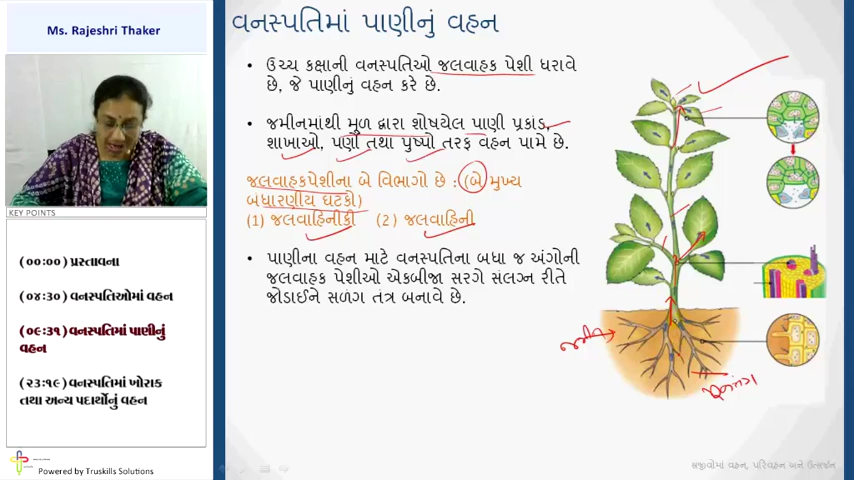 Ms. Rajeshri Thaker
KEY POINTS
(૦૦:૦૦) પ્રસ્તાવના
(૦૪:૩૦) વનસ્પતિઓમાં વહન
(૦૯:૩૧) વનસ્પતિમાં પાણીનું
વહન
(૨૩:૧૯) વનસ્પતિમાં ખોરાક
તથા અન્ય પદાર્થોનું વહન
Powered by Truskills Solutions
વનસ્પતિમાં પાણીનું વહન
• ઉચ્ચ કક્ષાની વનસ્પતિઓ જલવાહક પેશી ધરાવે
છે, જે પાણીનું વહન કરે છે.
• જમીનમાંથી મૂળ દ્વારા શોષયેલ પાણી પ્રકાંડ,
શાખાઓ, પર્ણો તથા પુષ્પો તરફ વહન પામે છે.
જલવાહકપેશીના બે વિભાગો છે : (બે મુખ્ય
બંધારણીય ઘટકો)
(1) જલવાહિનીકી (2) જલવાહિની
• પાણીના વહન માટે વનસ્પતિના બધા જ અંગોની
જલવાહક પેશીઓ એકબીજા સરગે સંલગ્ન રીતે
જોડાઈને સળંગ તંત્ર બનાવે છે.
જમીન
સજીવોમાં વહન, પરિવહન અને ઉત્સર્જન